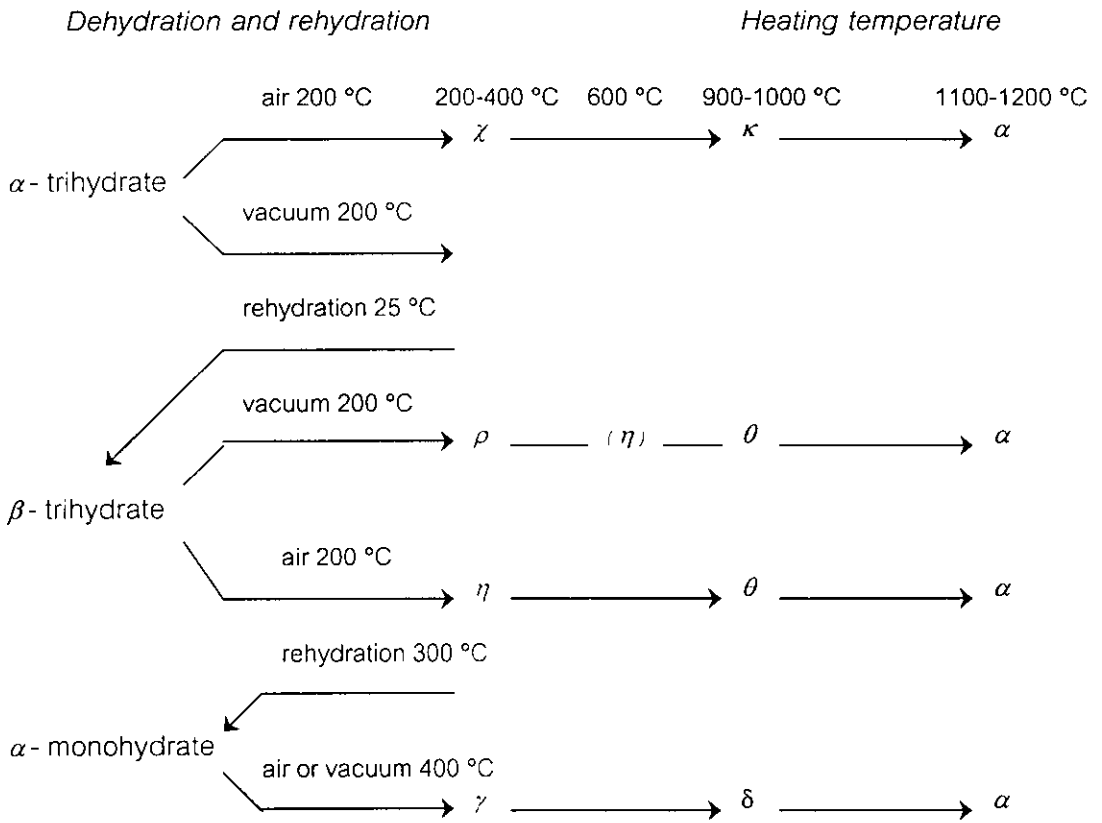 Dehydration and rehydration Heating temperature
air 200 °C 200-400 °C 600 °C 900-1000 °C 1100-1200 °C
χ κ α
α- trihydrate
vacuum 200 °C
rehydration 25 °C
vacuum 200 °C
ρ (η) θ α
β- trihydrate
air 200 °C
η θ α
rehydration 300 °C
α- monohydrate
air or vacuum 400 °C
γ δ α